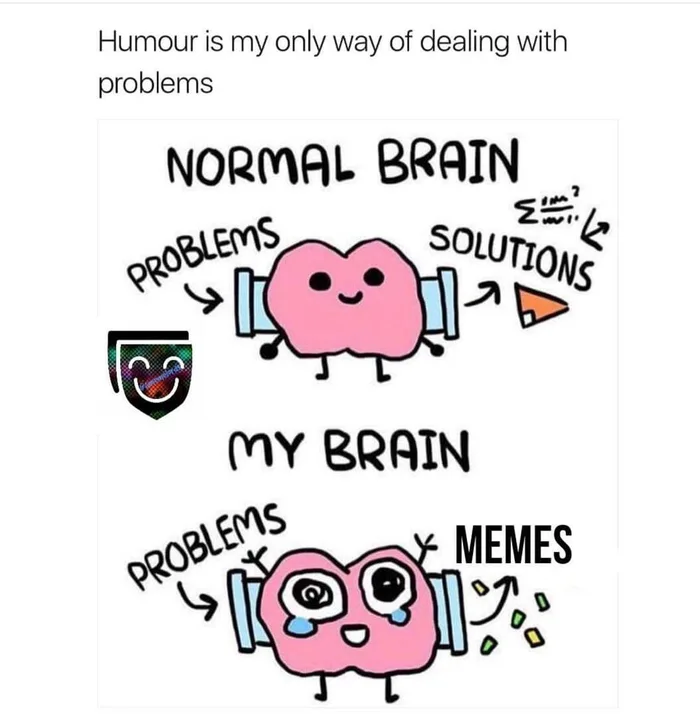 Humour is my only way of dealing with
problems
NORMAL BRAIN
PROBLEMS
SOLUTIONS
MY BRAIN
PROBLEMS
MEMES